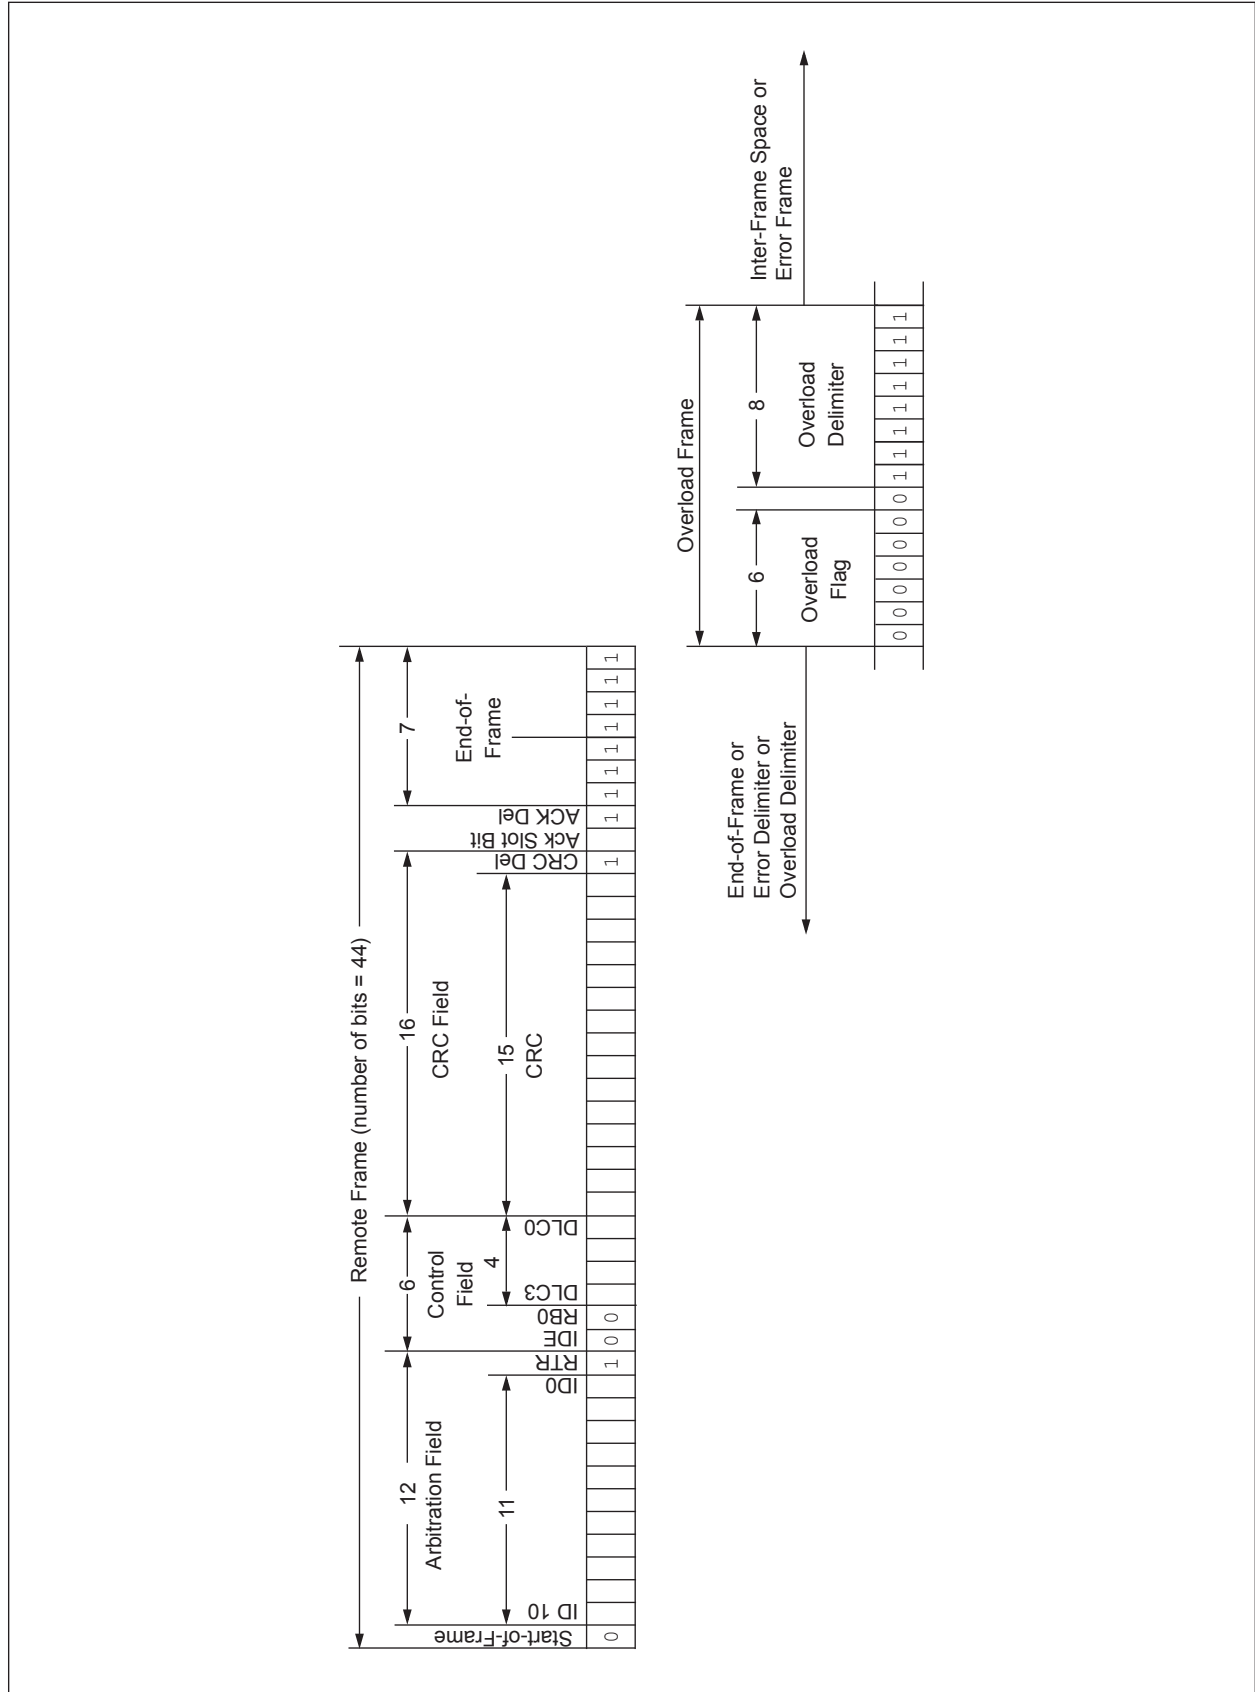 Remote Frame (number of bits = 44)
12
Arbitration Field
6
Control
Field
16
CRC Field
7
End-of-
Frame
11
4
15
CRC
Start-of-Frame
ID 10
ID0
RTR
IDE
RB0
DLC3
DLC0
CRC Del
Ack Slot Bit
ACK Del
0 1 0 0 1 1 1 1 1 1 1 1 1
Overload Frame
6
8
Overload
Flag
Overload
Delimiter
End-of-Frame or
Error Delimiter or
Overload Delimiter
Inter-Frame Space or
Error Frame
0 0 0 0 0 0 0 1 1 1 1 1 1 1 1